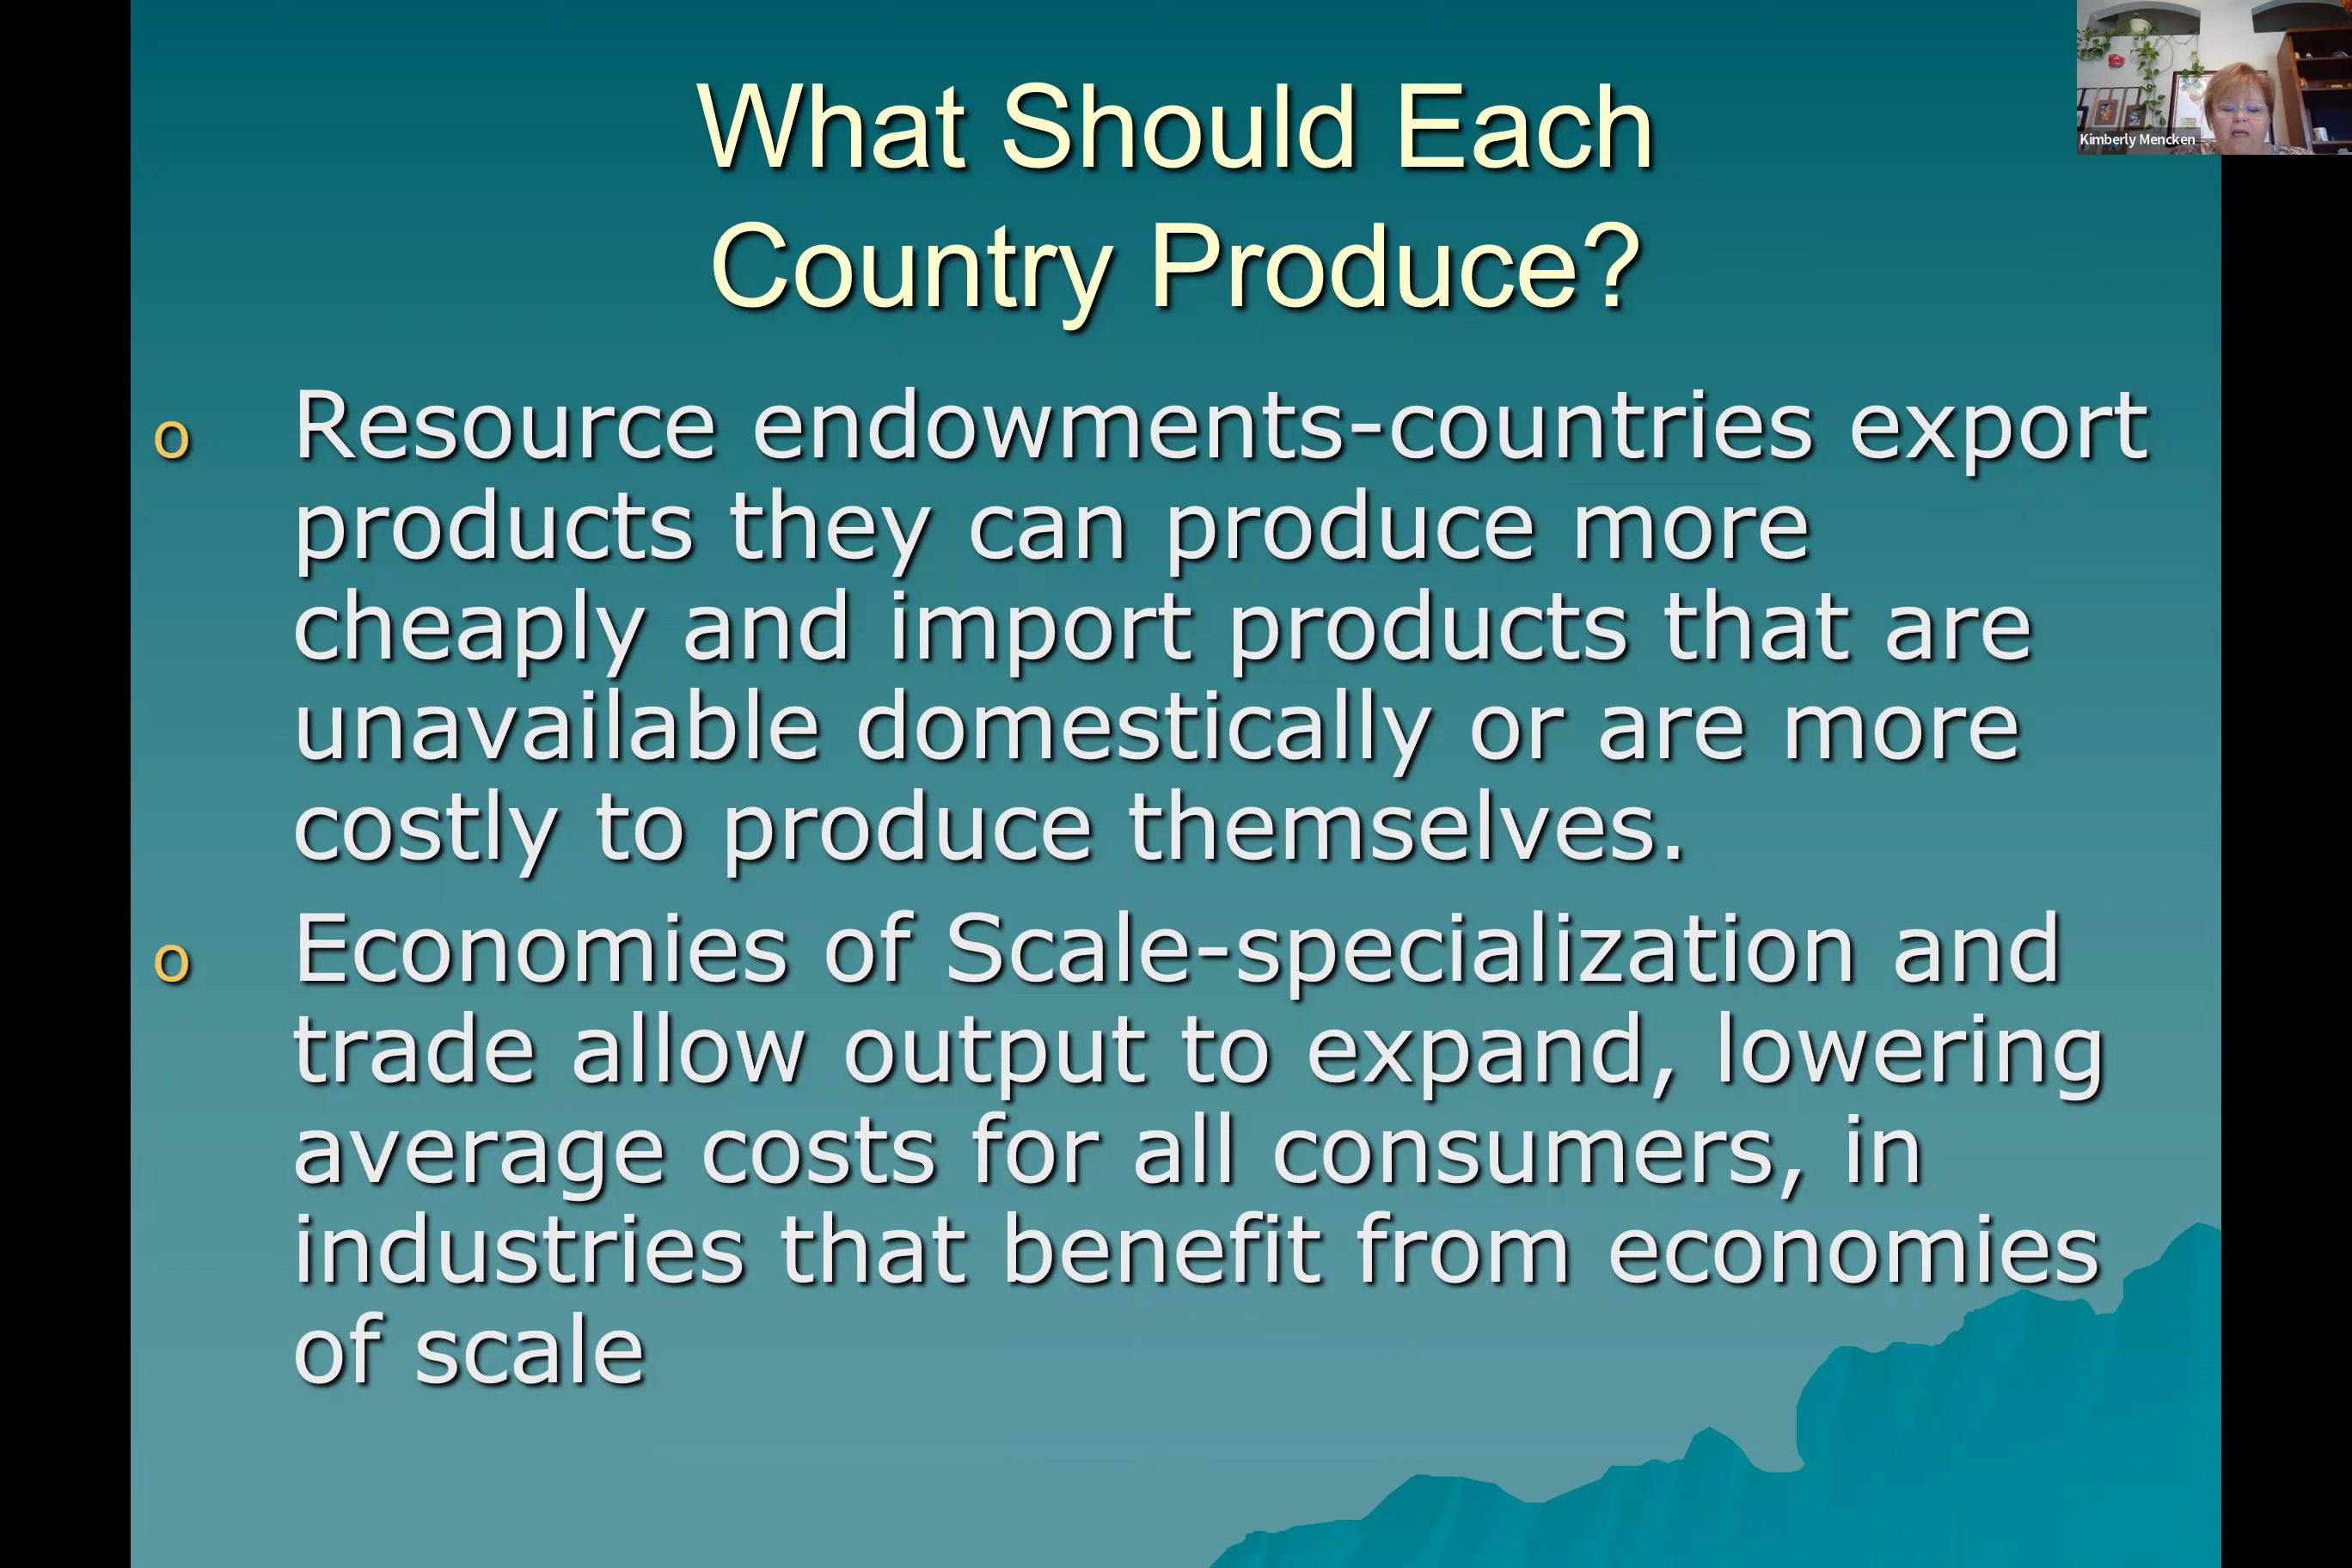 What Should Each
Country Produce?
Kimberly Mencken
o Resource endowments-countries export
products they can produce more
cheaply and import products that are
unavailable domestically or are more
costly to produce themselves.
o Economies of Scale-specialization and
trade allow output to expand, lowering
average costs for all consumers, in
industries that benefit from economies
of scale